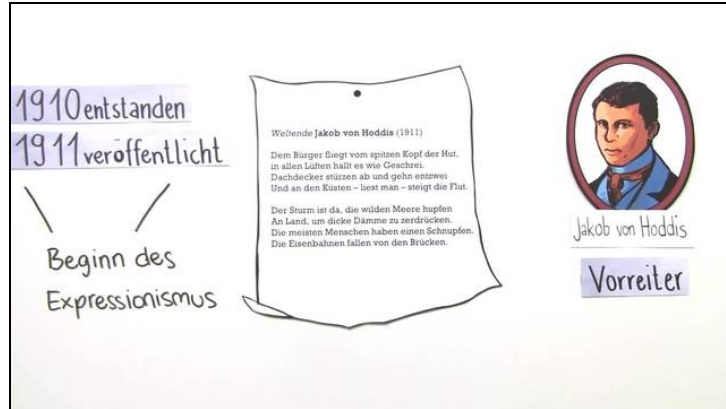 1910 entstanden
1911 veröffentlicht
Beginn des
Expressionismus
Weltende Jakob von Hoddis (1911)
Dem Bürger fliegt vom spitzen Kopf der Hut,
in allen Lüften hallt es wie Geschrei.
Dachdecker stürzen ab und gehn entzwei
Und an den Küsten – liest man – steigt die Flut.
Der Sturm ist da, die wilden Meere hupfen
An Land, um dicke Dämme zu zerdrücken.
Die meisten Menschen haben einen Schnupfen.
Die Eisenbahnen fallen von den Brücken.
Jakob von Hoddis
Vorreiter